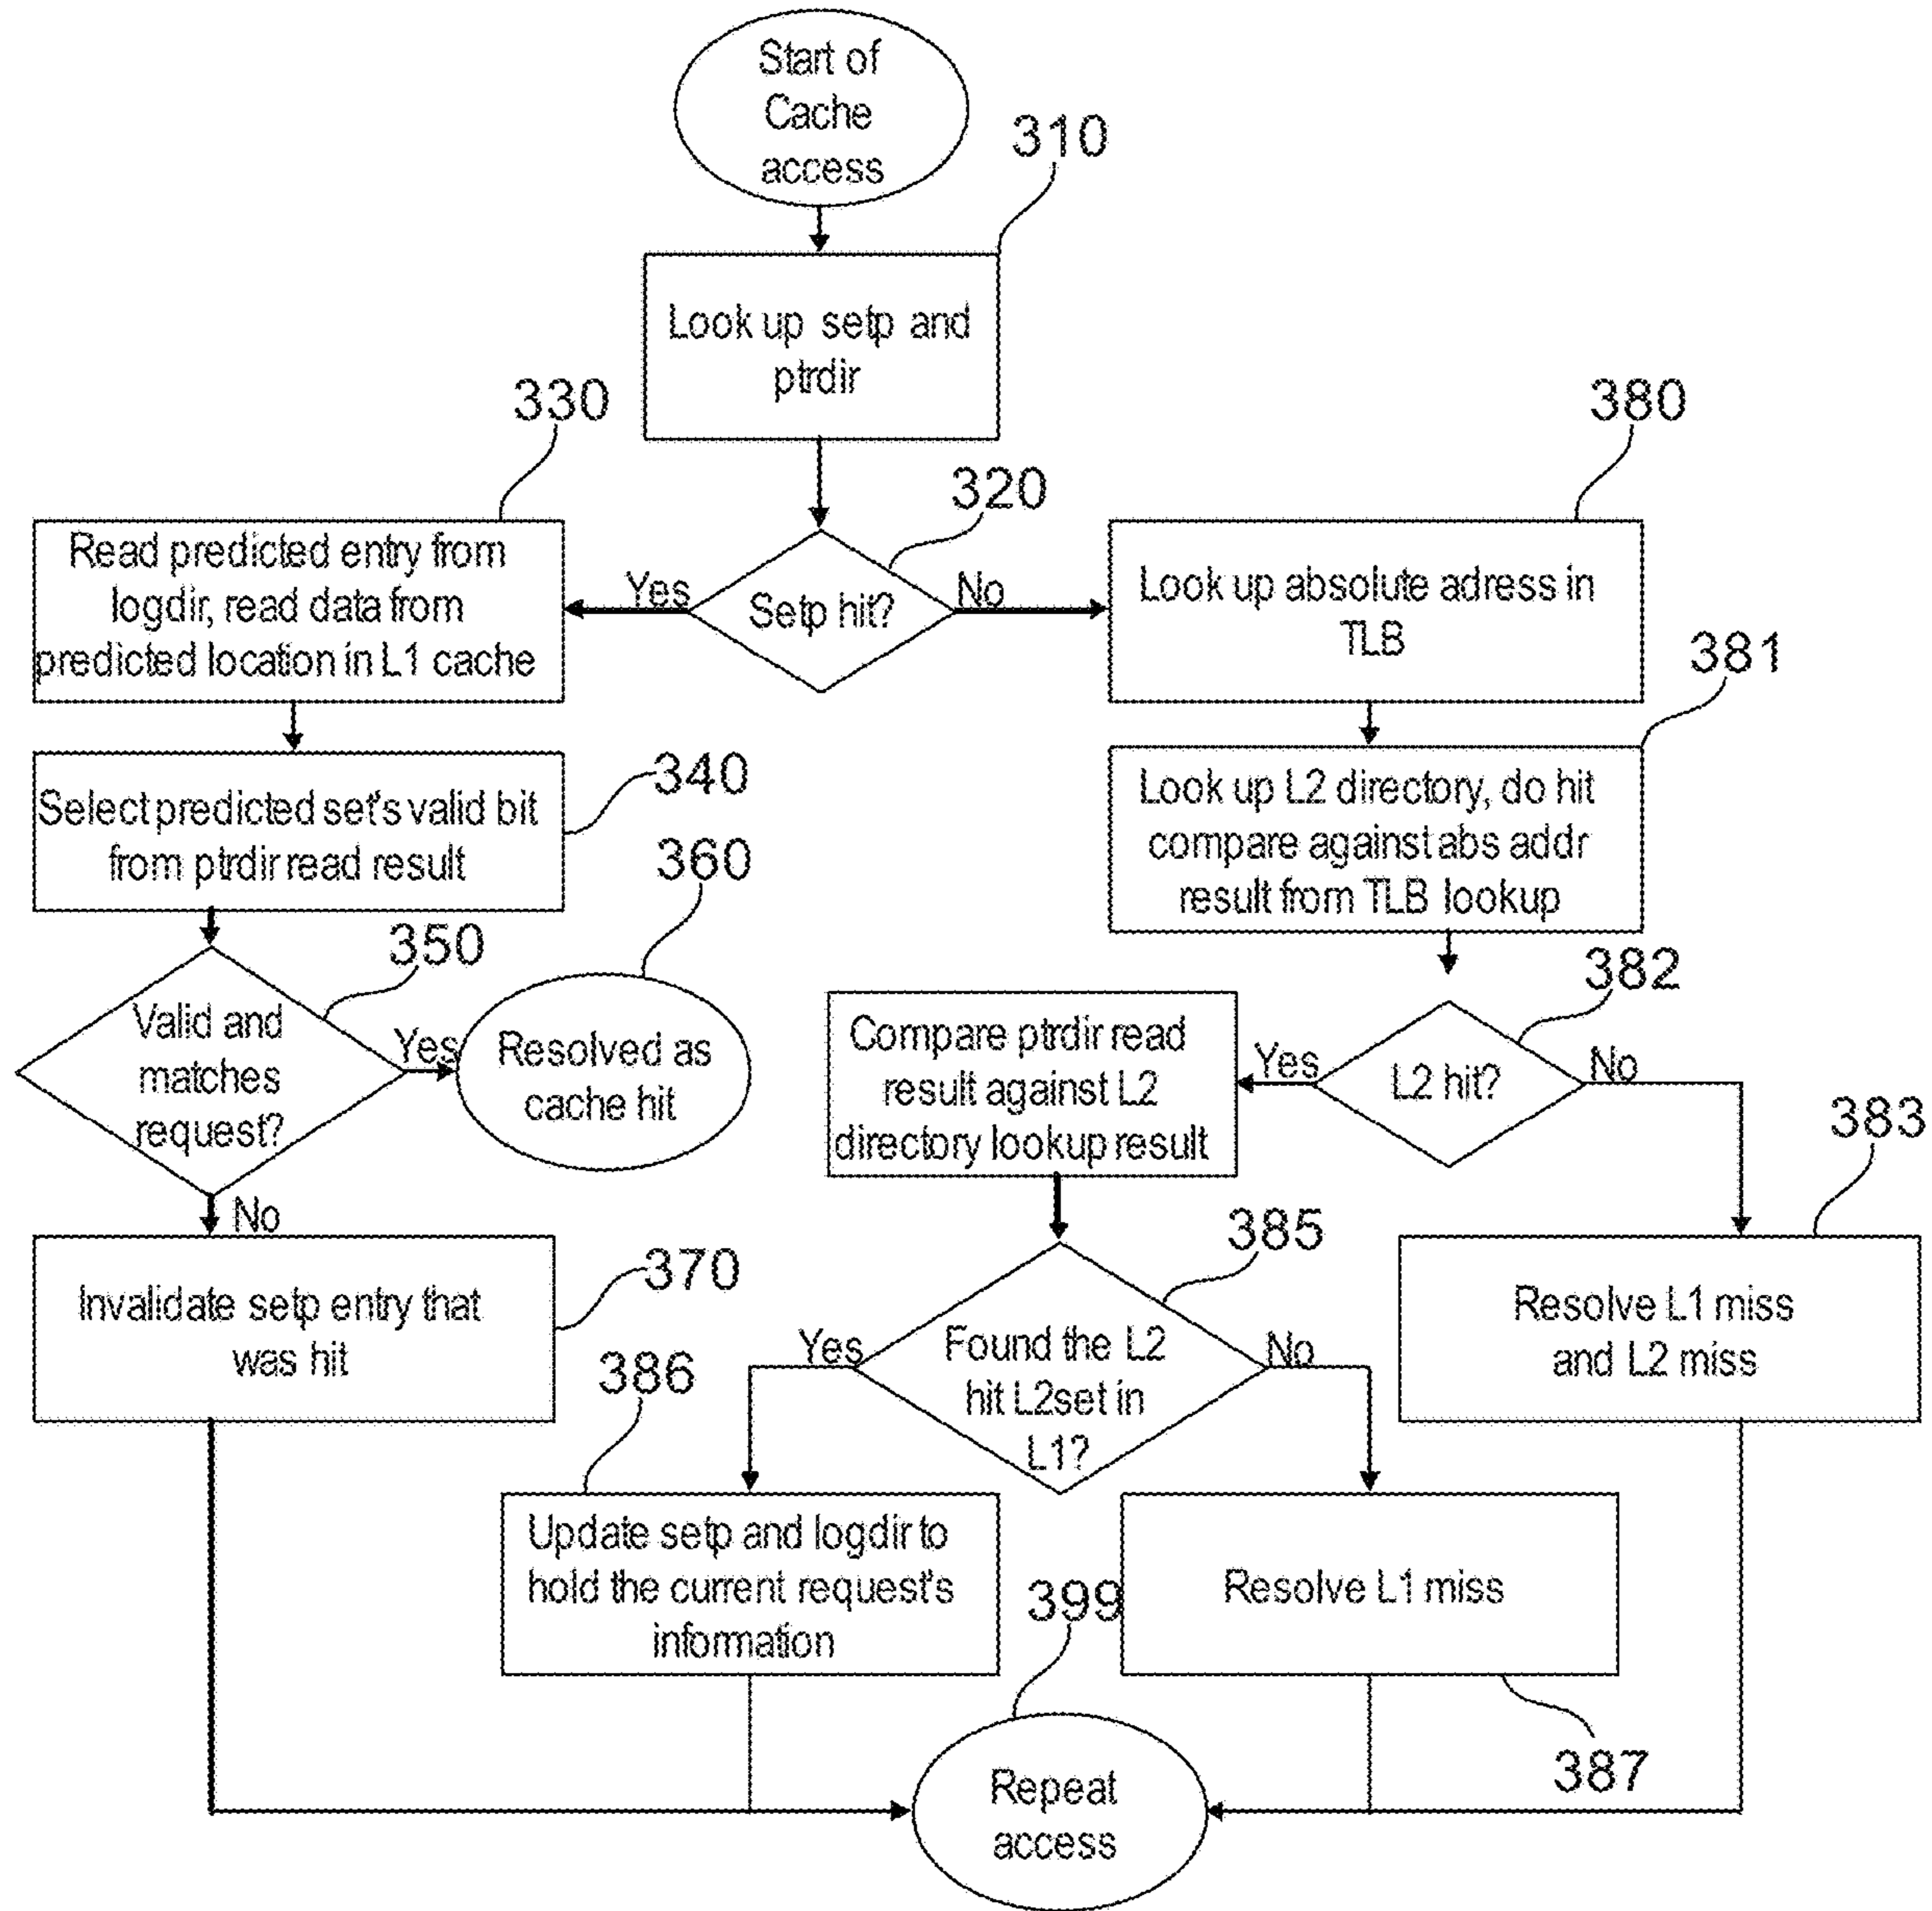 Start of
Cache
access
310
Look up setp and
ptrdir
330
380
320
Read predicted entry from
logdir, read data from
predicted location in L1 cache
Yes
Setp hit?
No
Look up absolute adress in
TLB
381
Select predicted set's valid bit
from ptrdir read result
340
Look up L2 directory, do hit
compare against abs addr
result from TLB lookup
360
350
382
Valid and
matches
request?
Yes
Resolved as
cache hit
Compare ptrdir read
result against L2
directory lookup result
Yes
L2 hit?
No
383
No
385
Invalidate setp entry that
was hit
370
Resolve L1 miss
and L2 miss
Yes
Found the L2
hit L2set in
L1?
No
386
Update setp and logdir to
hold the current request's
information
399
Resolve L1 miss
387
Repeat
access